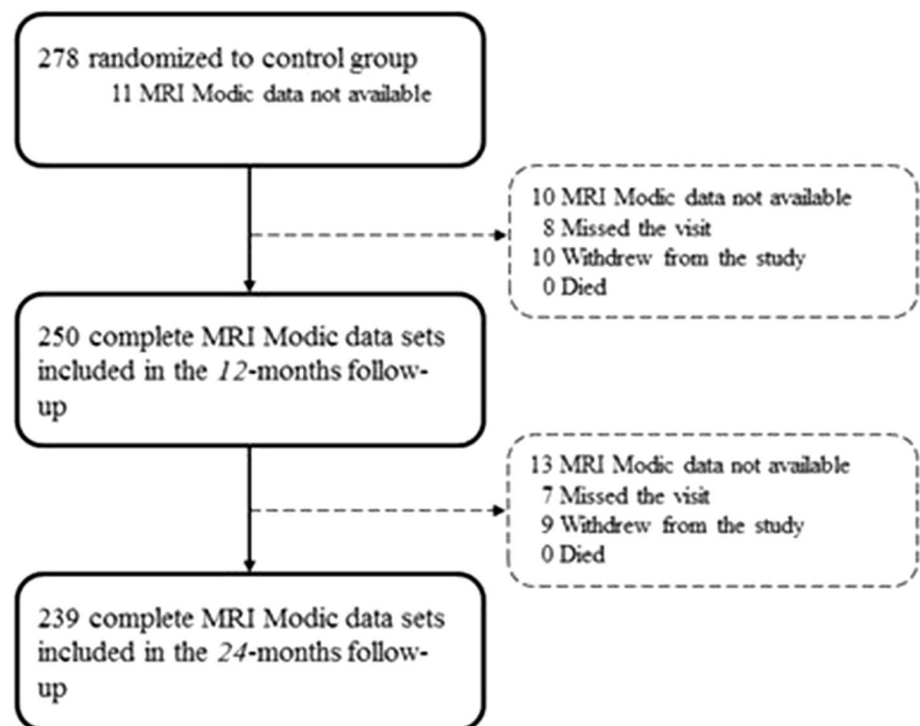 278 randomized to control group
11 MRI Modic data not available
10 MRI Modic data not available
8 Missed the visit
10 Withdrew from the study
0 Died
250 complete MRI Modic data sets
included in the 12-months follow-
up
13 MRI Modic data not available
7 Missed the visit
9 Withdrew from the study
0 Died
239 complete MRI Modic data sets
included in the 24-months follow-
up